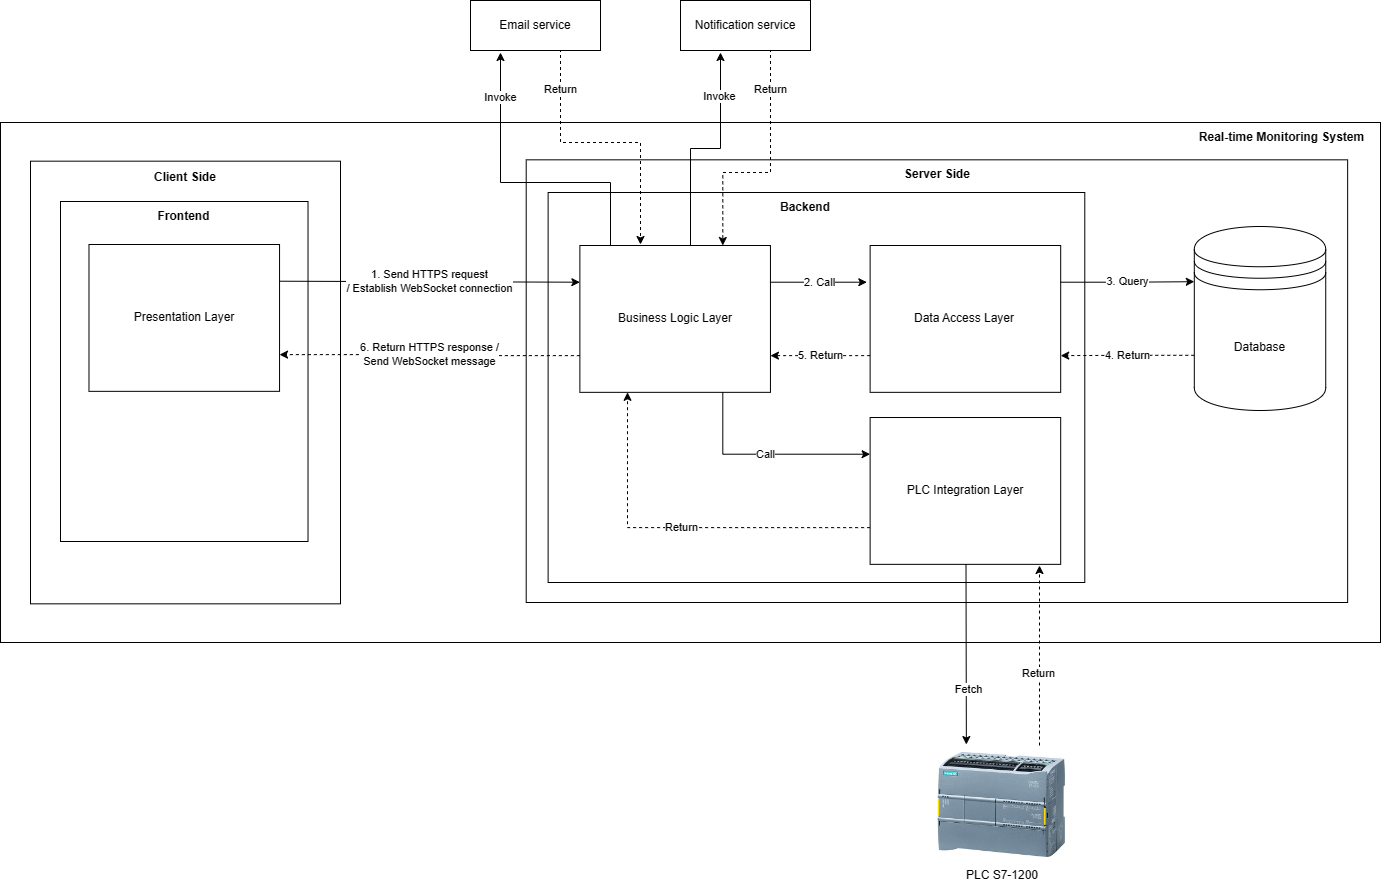 Email service
Notification service
Return
Return
Invoke
Invoke
Real-time Monitoring System
Client Side
Server Side
Frontend
Backend
1. Send HTTPS request
/ Establish WebSocket connection
2. Call
3. Query
Presentation Layer
Business Logic Layer
Data Access Layer
Database
6. Return HTTPS response /
Send WebSocket message
5. Return
4. Return
Call
PLC Integration Layer
Return
Return
Fetch
PLC S7-1200